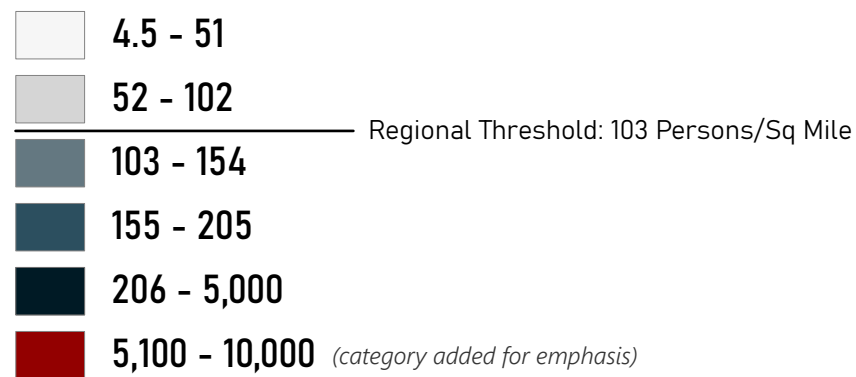 4.5 - 51
52 - 102
Regional Threshold: 103 Persons/Sq Mile
103 - 154
155 - 205
206 - 5,000
5,100 - 10,000 (category added for emphasis)